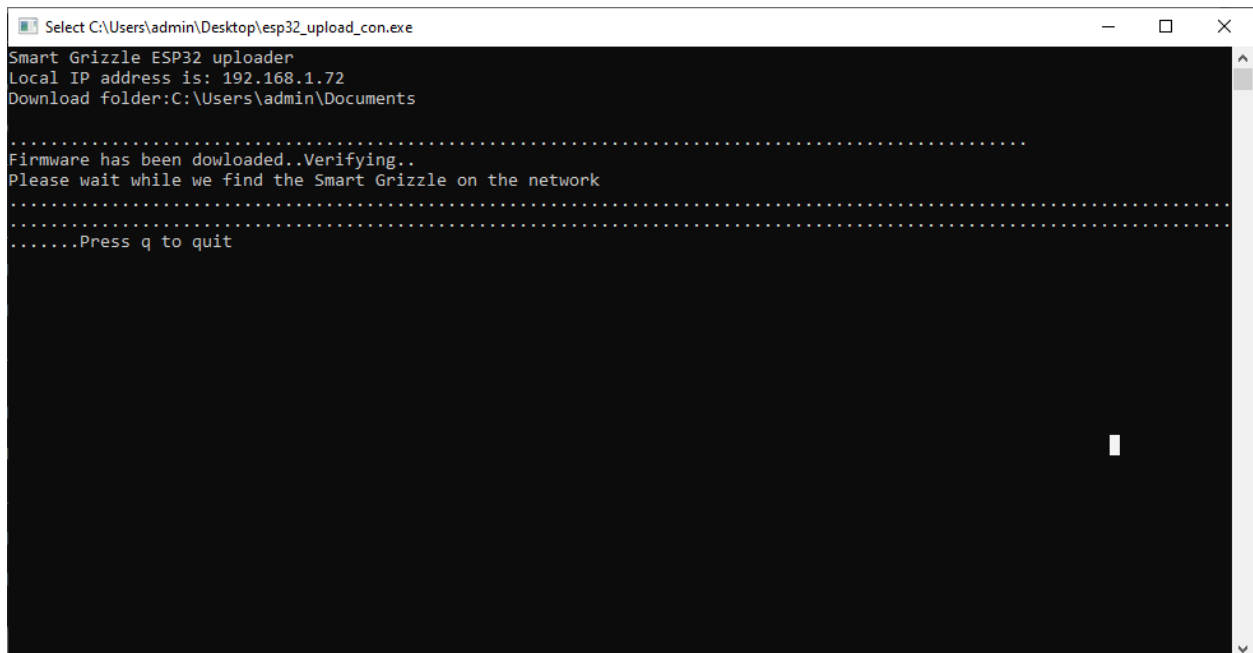 Select C:\Users\admin\Desktop\esp32_upload_con.exe
Smart Grizzle ESP32 uploader
Local IP address is: 192.168.1.72
Download folder:C:\Users\admin\Documents
...................................................................................................
Firmware has been dowloaded..Verifying..
Please wait while we find the Smart Grizzle on the network
.......................................................................................................................
.......................................................................................................................
.......Press q to quit